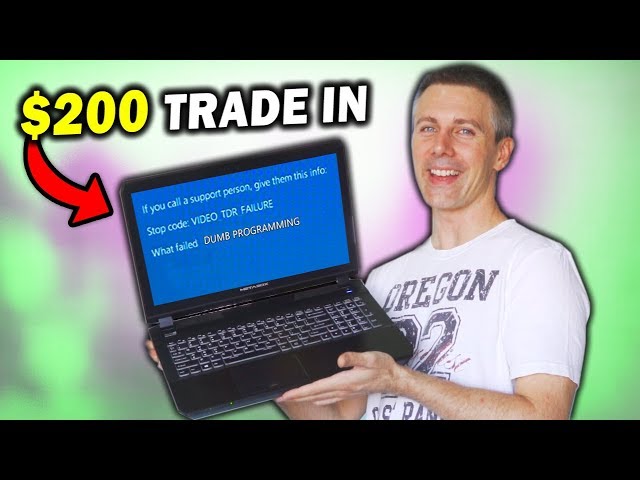 $200 TRADE IN
If you call a support person, give them this info:
Stop code: VIDEO TDR FAILURE
What failed DUMB PROGRAMMING
METABOX
OREGON
22